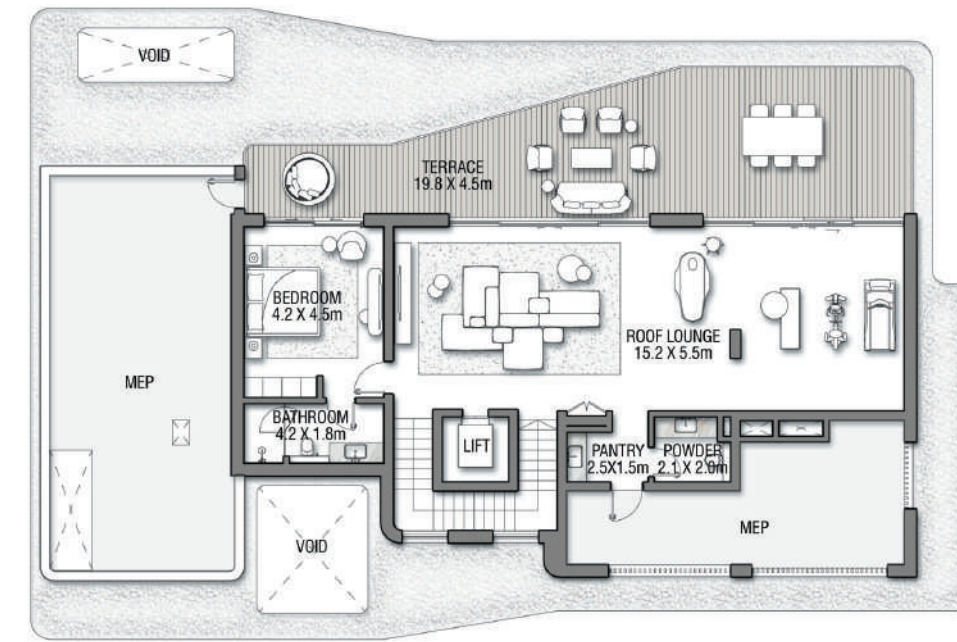 VOID
TERRACE
19.8 X 4.5m
BEDROOM
4.2 X 4.5m
ROOF LOUNGE
15.2 X 5.5m
MEP
BATHROOM
4.2 X 1.8m
LIFT
PANTRY
2.5X1.5m
POWDER
2.1 X 2.0m
MEP
VOID